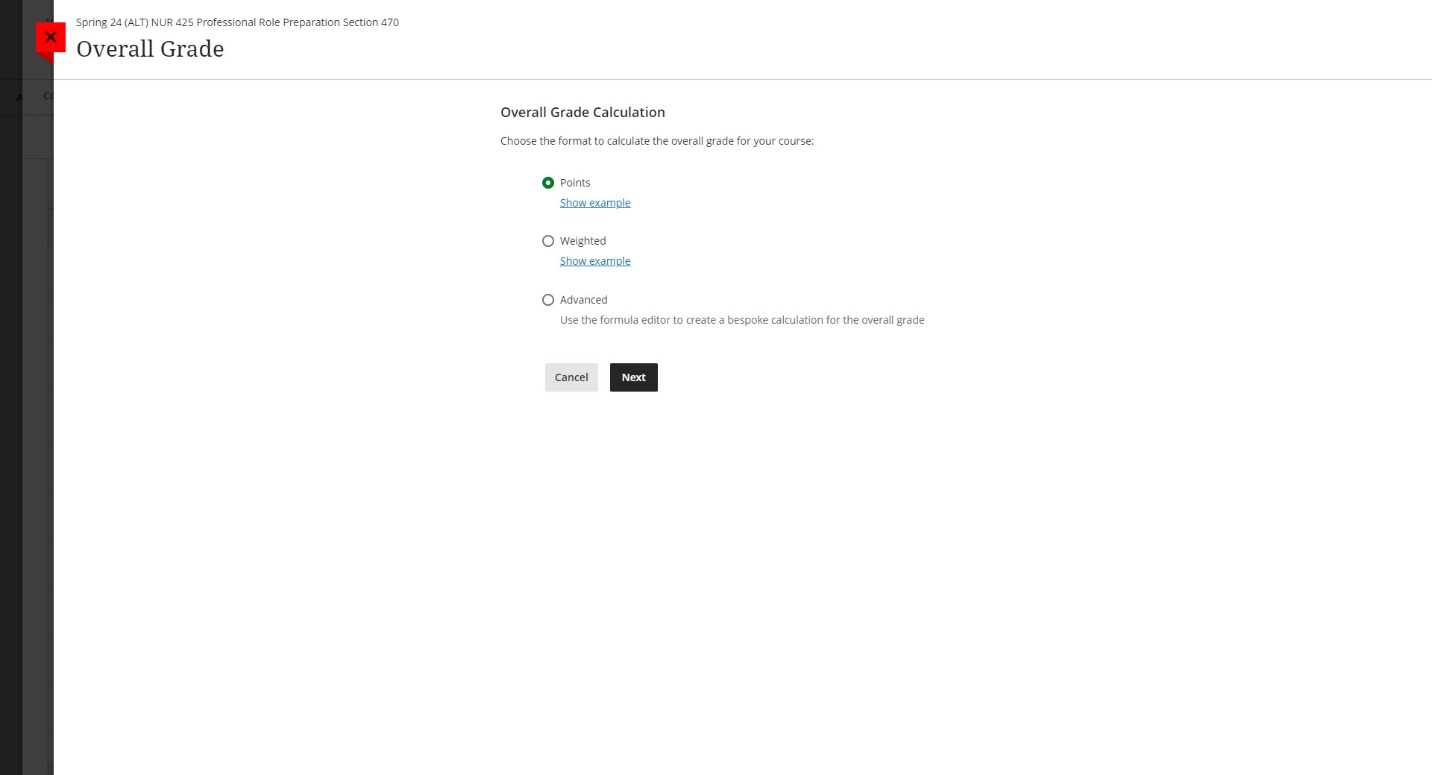 Spring 24 (ALT) NUR 425 Professional Role Preparation Section 470
Overall Grade
Overall Grade Calculation
Choose the format to calculate the overall grade for your course:
Points
Show example
Weighted
Show example
Advanced
Use the formula editor to create a bespoke calculation for the overall grade
Cancel
Next